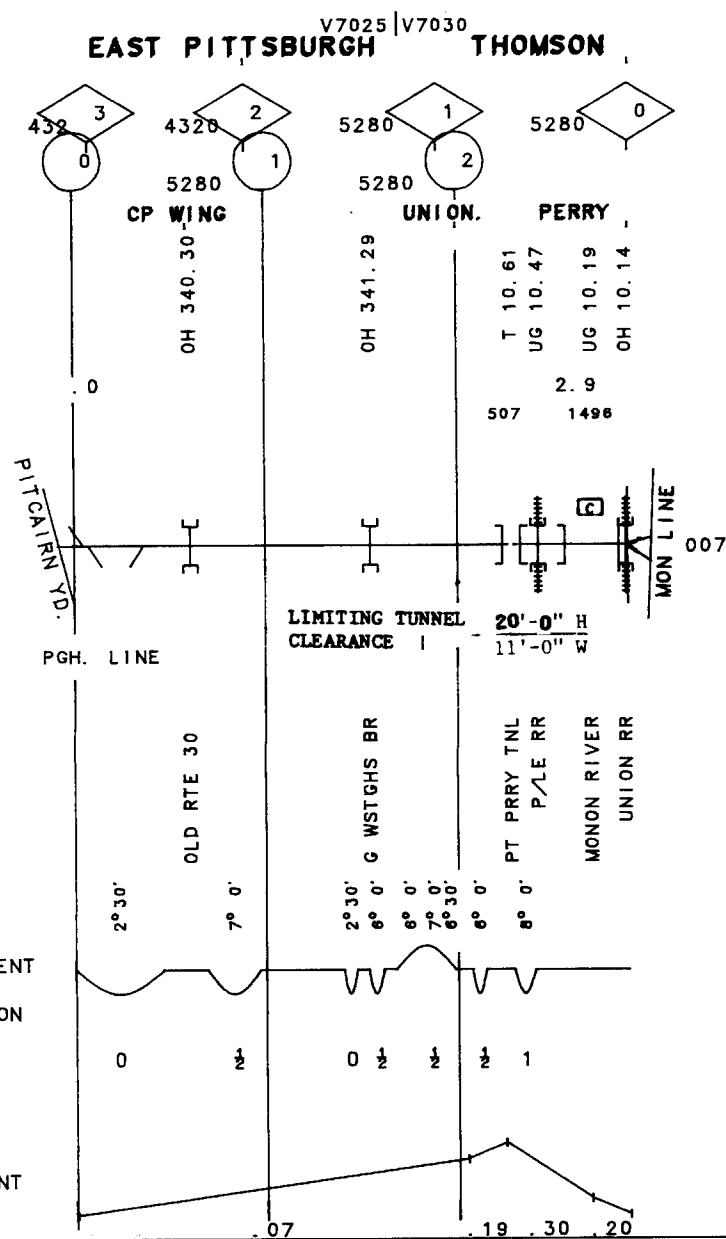 V7025|V7030
EAST PITTSBURGH THOMSON
3 2 1 0
432 4320 5280 5280
0 1 2
5280 5280
CP WING UNION. PERRY
OH 340.30
OH 341.29
T 10.61
UG 10.47
UG 10.19
OH 10.14
.0 2.9
507 1496
PITCAIRN YD.
C
MON LINE
007
LIMITING TUNNEL CLEARANCE 1 - 20'-0" H
11'-0" W
PGH. LINE
OLD RTE 30
G WSTGHS BR
PT PRRY TNL
P/LE RR
MONON RIVER
UNION RR
2°30' 7° 0' 2°30' 6° 0' 6° 0' 7° 0' 6°30' 6° 0' 8° 0'
ENT
ON
0 ½ 0 ½ ½ ½ 1
NT
.07 .19 .30 .20